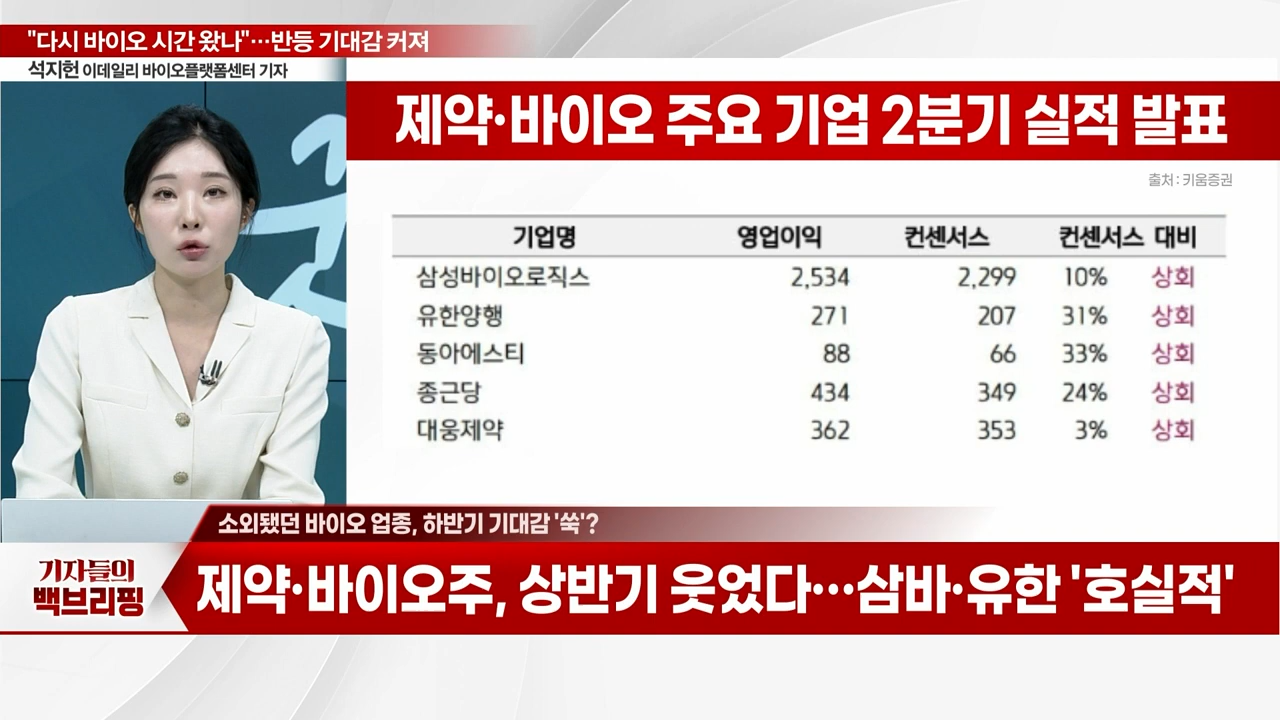 "다시 바이오 시간 왔나"…반등 기대감 커져
석지헌 이데일리 바이오플랫폼센터 기자
제약·바이오 주요 기업 2분기 실적 발표
출처 : 키움증권
기업명 영업이익 컨센서스 컨센서스 대비
삼성바이오로직스 2,534 2,299 10% 상회
유한양행 271 207 31% 상회
동아에스티 88 66 33% 상회
종근당 434 349 24% 상회
대웅제약 362 353 3% 상회
소외됐던 바이오 업종, 하반기 기대감 '쑥'?
기자들의
백브리핑
제약·바이오주, 상반기 웃었다…삼바·유한 '호실적'